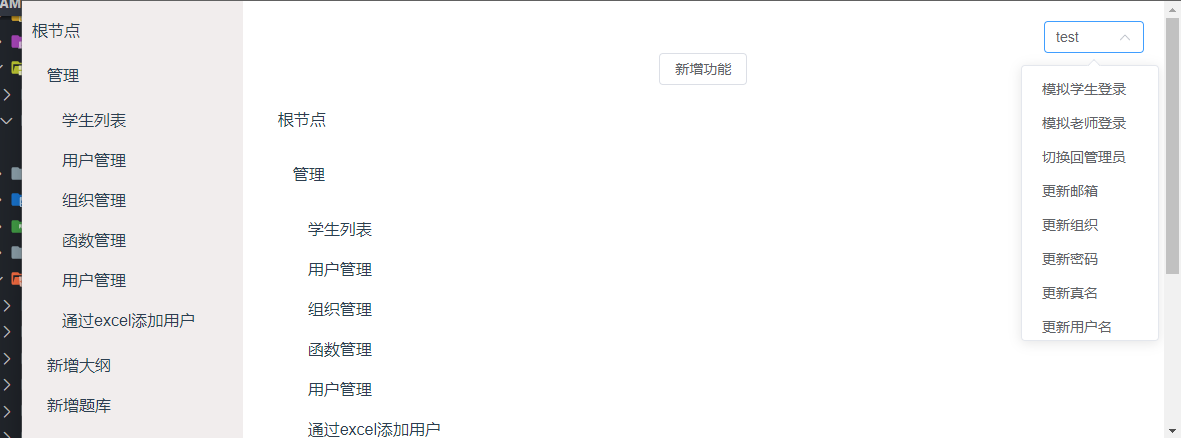 AM
根节点
管理
学生列表
用户管理
组织管理
函数管理
用户管理
通过excel添加用户
新增大纲
新增题库
test
新增功能
根节点
管理
学生列表
用户管理
组织管理
函数管理
用户管理
通过excel添加用户
模拟学生登录
模拟老师登录
切换回管理员
更新邮箱
更新组织
更新密码
更新真名
更新用户名